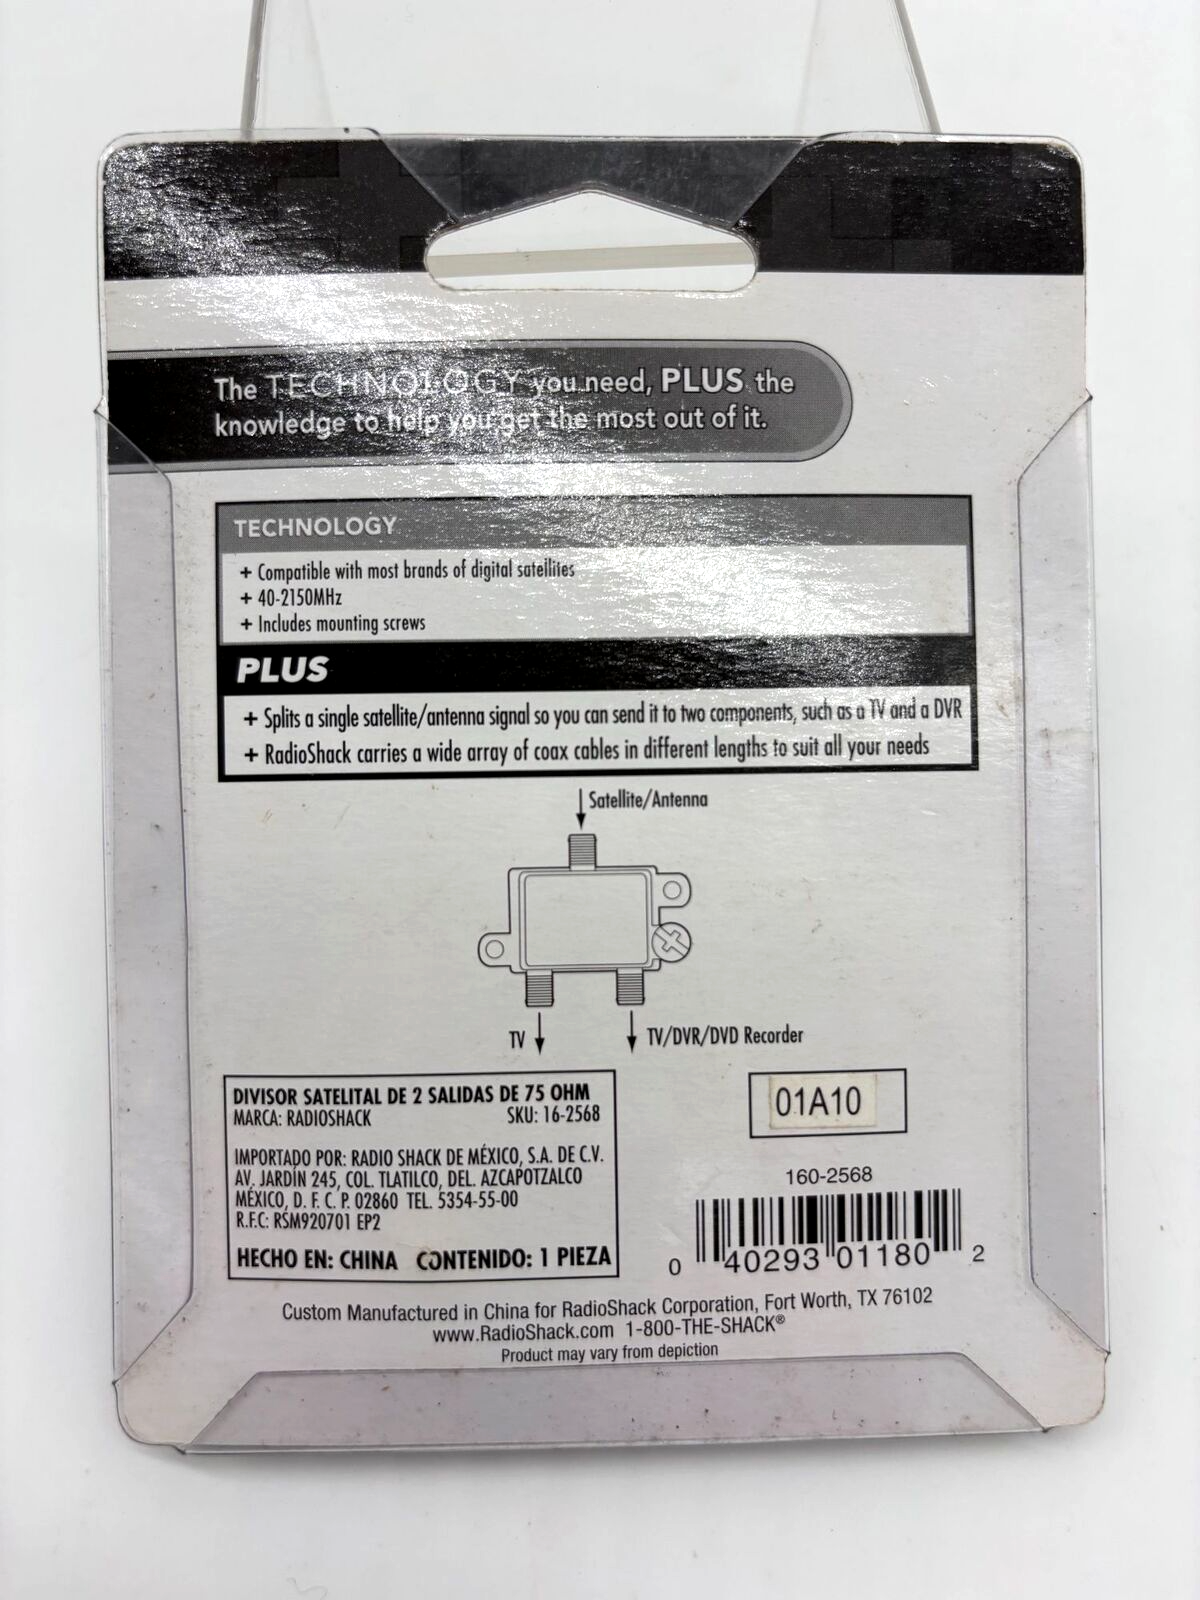 The TECHNOLOGY you need, PLUS the
knowledge to help you get the most out of it.
TECHNOLOGY
+ Compatible with most brands of digital satellites
+ 40-2150MHz
+ Includes mounting screws
PLUS
+ Splits a single satellite/antenna signal so you can send it to two components, such as a TV and a DVR
+ RadioShack carries a wide array of coax cables in different lengths to suit all your needs
Satellite/Antenna
TV
TV/DVR/DVD Recorder
DIVISOR SATELITAL DE 2 SALIDAS DE 75 OHM
MARCA: RADIOSHACK SKU: 16-2568
IMPORTADO POR: RADIO SHACK DE MÉXICO, S.A. DE C.V.
AV. JARDÍN 245, COL. TLATILCO, DEL. AZCAPOTZALCO
MÉXICO, D. F. C. P. 02860 TEL. 5354-55-00
R.F.C: RSM920701 EP2
HECHO EN: CHINA CONTENIDO: 1 PIEZA
01A10
160-2568
0 40293 01180 2
Custom Manufactured in China for RadioShack Corporation, Fort Worth, TX 76102
www.RadioShack.com 1-800-THE-SHACK®
Product may vary from depiction